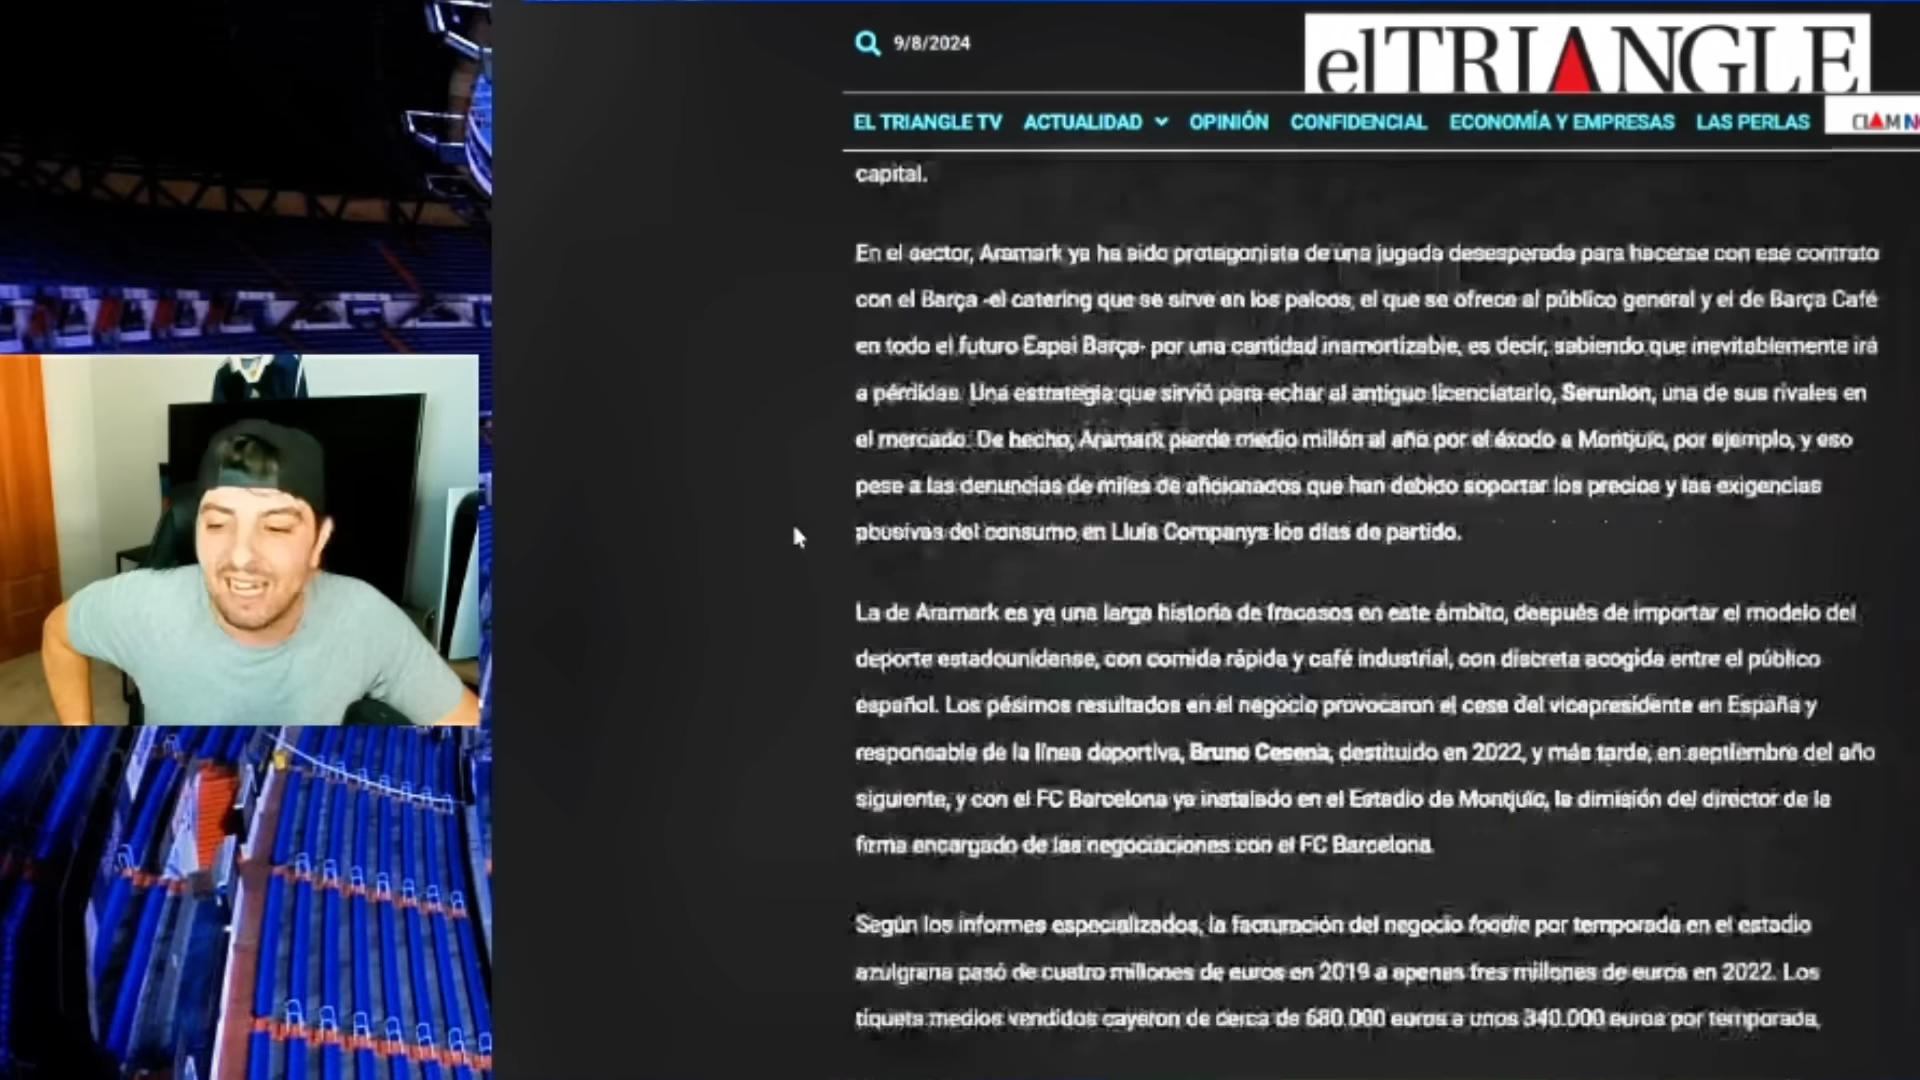 9/8/2024
elTRIANGLE
EL TRIANGLE TV ACTUALIDAD OPINIÓN CONFIDENCIAL ECONOMÍA Y EMPRESAS LAS PERLAS CLAM N
capital.
En el sector, Aramark ya ha sido protagonista de una jugada desesperada para hacerse con ese contrato
con el Barça -el catering que se sirve en los palcos, el que se ofrece al público general y el de Barça Café
en todo el futuro Espai Barça- por una cantidad inamortizable, es decir, sabiendo que inevitablemente irá
a pérdidas. Una estrategia que sirvió para echar al antiguo licenciatario, Serunion, una de sus rivales en
el mercado. De hecho, Aramark pierde medio millón al año por el éxodo a Montjuïc, por ejemplo, y eso
pese a las denuncias de miles de aficionados que han debido soportar los precios y las exigencias
abusivas del consumo en Lluís Companys los días de partido.
La de Aramark es ya una larga historia de fracasos en este ámbito, después de importar el modelo del
deporte estadounidense, con comida rápida y café industrial, con discreta acogida entre el público
español. Los pésimos resultados en el negocio provocaron el cese del vicepresidente en España y
responsable de la línea deportiva, Bruno Cesena, destituido en 2022, y más tarde, en septiembre del año
siguiente, y con el FC Barcelona ya instalado en el Estadio de Montjuïc, la dimisión del director de la
firma encargado de las negociaciones con el FC Barcelona.
Según los informes especializados, la facturación del negocio foodie por temporada en el estadio
azulgrana pasó de cuatro millones de euros en 2019 a apenas tres millones de euros en 2022. Los
tiquets medios vendidos cayeron de cerca de 680.000 euros a unos 340.000 euros por temporada,